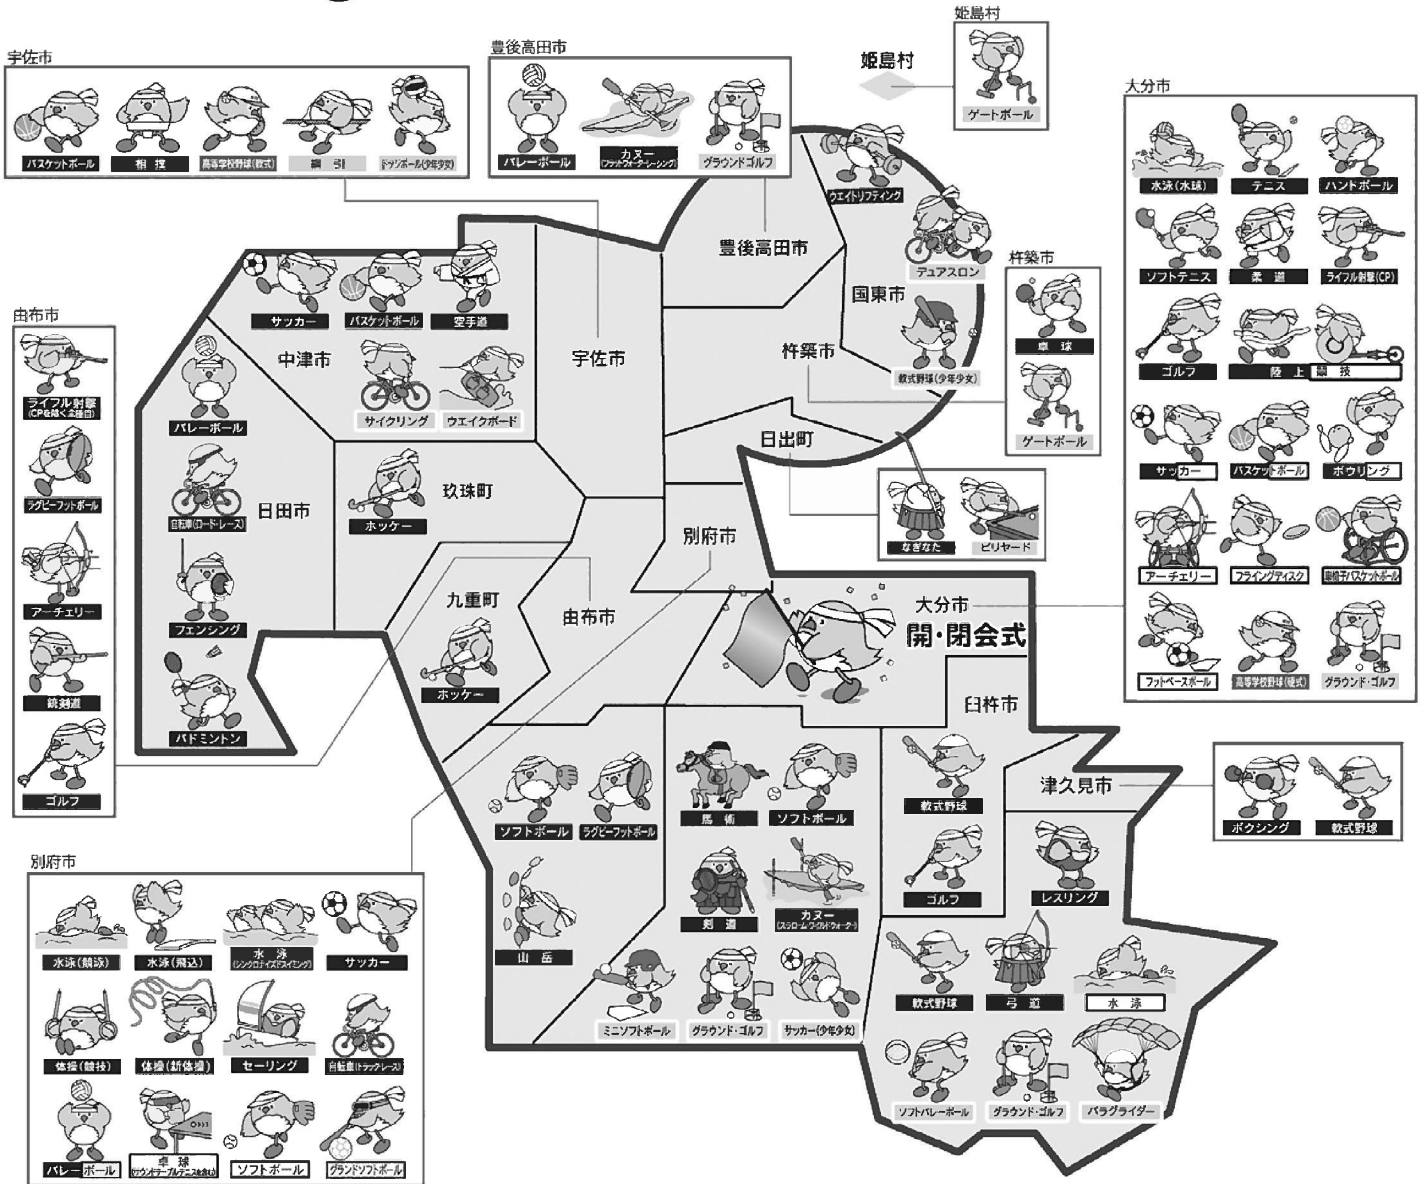 宇佐市
バスケットボール
相撲
高等学校野球(軟式)
綱引
ドッジボール(少年少女)
豊後高田市
バレーボール
カヌー
(フラットウォーターレーシング)
グラウンドゴルフ
姫島村
姫島村
ゲートボール
大分市
水泳(水球)
テニス
ハンドボール
ソフトテニス
柔道
ライフル射撃(CP)
ゴルフ
陸上競技
サッカー
バスケットボール
ボウリング
アーチェリー
フライングディスク
車椅子バスケットボール
フットベースボール
高等学校野球(硬式)
グラウンド・ゴルフ
ウエイトリフティング
デュアスロン
豊後高田市
国東市
軟式野球(少年少女)
杵築市
卓球
ゲートボール
杵築市
日出町
なぎなた
ビリヤード
由布市
ライフル射撃
(CPを除く全種目)
ラグビーフットボール
アーチェリー
銃剣道
ゴルフ
サッカー
バスケットボール
空手道
中津市
サイクリング
ウエイクボード
宇佐市
バレーボール
自転車(ロード・レース)
日田市
フェンシング
バドミントン
玖珠町
ホッケー
九重町
ホッケー
由布市
別府市
大分市
開・閉会式
臼杵市
軟式野球
ゴルフ
津久見市
ボクシング
軟式野球
レスリング
ソフトボール
ラグビーフットボール
山岳
馬術
ソフトボール
剣道
カヌー
(スラローム・ワイルドウォーター)
ミニソフトボール
グラウンド・ゴルフ
サッカー(少年少女)
軟式野球
弓道
水泳
ソフトバレーボール
グラウンド・ゴルフ
パラグライダー
別府市
水泳(競泳)
水泳(飛込)
水泳
(シンクロナイズドスイミング)
サッカー
体操(競技)
体操(新体操)
セーリング
自転車(トラック・レース)
バレーボール
卓球
(サウンドテーブルテニスを含む)
ソフトボール
グランドソフトボール